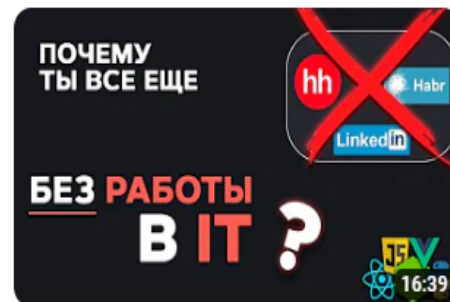 ПОЧЕМУ
ТЫ ВСЕ ЕЩЕ
hh
Habr
Linkedin
БЕЗ РАБОТЫ
В IT ?
JS
16:39